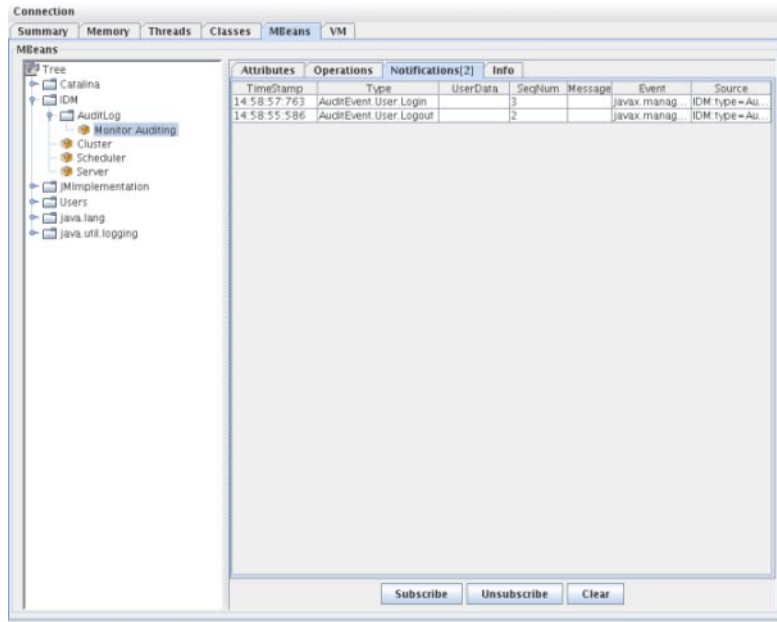 Connection
Summary Memory Threads Classes MBeans VM
MBeans
Tree
Catalina
IDM
AuditLog
Monitor Auditing
Cluster
Scheduler
Server
JMImplementation
Users
java.lang
java.util.logging
Attributes Operations Notifications[2] Info
TimeStamp Type UserData SeqNum Message Event Source
14:58:57:763 AuditEvent.User.Login 3 javax.manag... IDM:type=Au...
14:58:55:586 AuditEvent.User.Logout 2 javax.manag... IDM:type=Au...
Subscribe Unsubscribe Clear